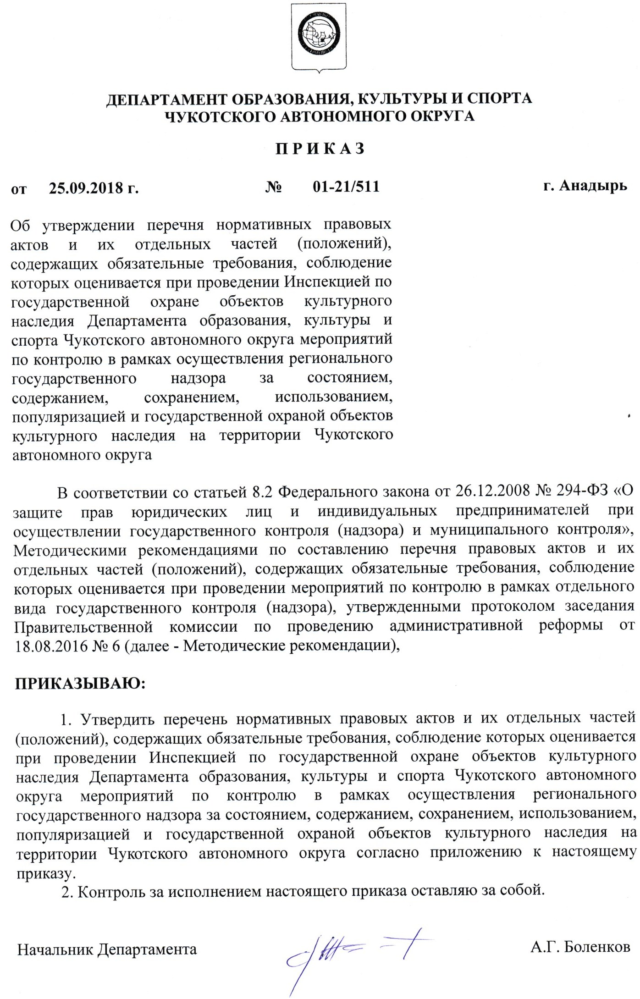 ДЕПАРТАМЕНТ ОБРАЗОВАНИЯ, КУЛЬТУРЫ И СПОРТА
ЧУКОТСКОГО АВТОНОМНОГО ОКРУГА
П Р И К А З
от 25.09.2018 г. № 01-21/511 г. Анадырь
Об утверждении перечня нормативных правовых
актов и их отдельных частей (положений),
содержащих обязательные требования, соблюдение
которых оценивается при проведении Инспекцией по
государственной охране объектов культурного
наследия Департамента образования, культуры и
спорта Чукотского автономного округа мероприятий
по контролю в рамках осуществления регионального
государственного надзора за состоянием,
содержанием, сохранением, использованием,
популяризацией и государственной охраной объектов
культурного наследия на территории Чукотского
автономного округа
В соответствии со статьей 8.2 Федерального закона от 26.12.2008 № 294-ФЗ «О
защите прав юридических лиц и индивидуальных предпринимателей при
осуществлении государственного контроля (надзора) и муниципального контроля»,
Методическими рекомендациями по составлению перечня правовых актов и их
отдельных частей (положений), содержащих обязательные требования, соблюдение
которых оценивается при проведении мероприятий по контролю в рамках отдельного
вида государственного контроля (надзора), утвержденными протоколом заседания
Правительственной комиссии по проведению административной реформы от
18.08.2016 № 6 (далее - Методические рекомендации),
ПРИКАЗЫВАЮ:
1. Утвердить перечень нормативных правовых актов и их отдельных частей
(положений), содержащих обязательные требования, соблюдение которых оценивается
при проведении Инспекцией по государственной охране объектов культурного
наследия Департамента образования, культуры и спорта Чукотского автономного
округа мероприятий по контролю в рамках осуществления регионального
государственного надзора за состоянием, содержанием, сохранением, использованием,
популяризацией и государственной охраной объектов культурного наследия на
территории Чукотского автономного округа согласно приложению к настоящему
приказу.
2. Контроль за исполнением настоящего приказа оставляю за собой.
Начальник Департамента А.Г. Боленков